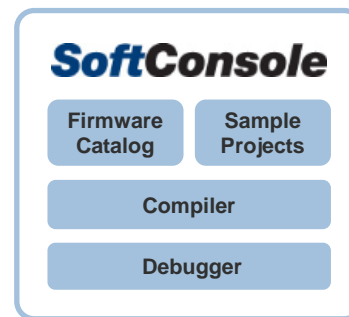 SoftConsole
Firmware
Catalog
Sample
Projects
Compiler
Debugger